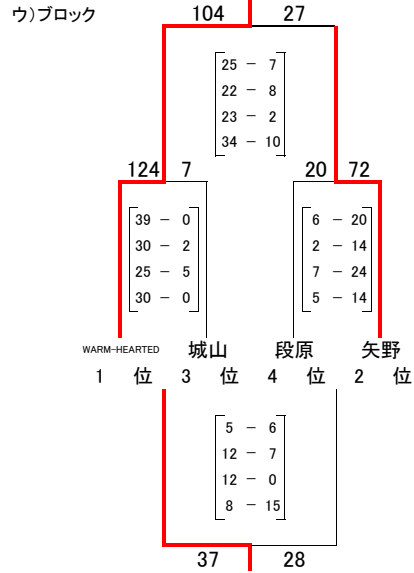 ウ)ブロック
104 27
25 － 7
22 － 8
23 － 2
34 － 10
124 7
20 72
39 － 0
30 － 2
25 － 5
30 － 0
6 － 20
2 － 14
7 － 24
5 － 14
WARM-HEARTED 城山 段原 矢野
1 位 3 位 4 位 2 位
5 － 6
12 － 7
12 － 0
8 － 15
37 28